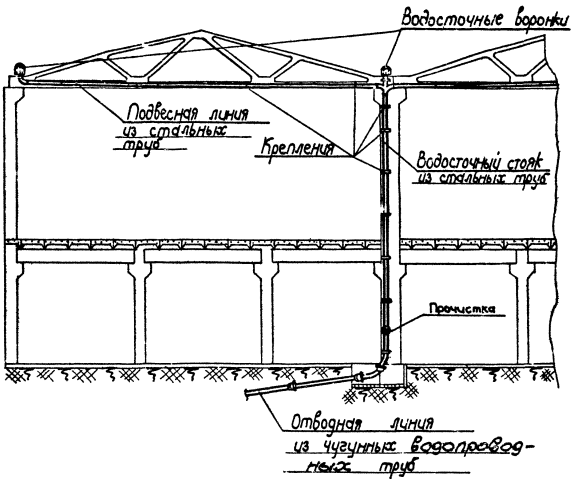 Водосточные воронки
Подвесная линия
из стальных
труб
Крепления
Водосточный стояк
из стальных труб
Прочистка
Отводная линия
из чугунных водопровод-
ных труб